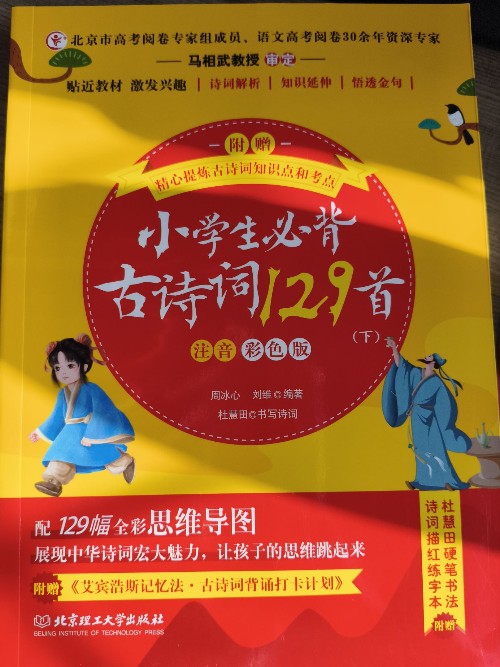 北京市高考阅卷专家组成员、语文高考阅卷30余年资深专家
马相武教授 审定
贴近教材 激发兴趣 | 诗词解析 | 知识延伸 | 悟透金句 |
附赠
精心提炼古诗词知识点和考点
小学生必背
古诗词129首
(下)
注音 彩色版
周冰心 刘维◎编著
杜慧田◎书写诗词
配129幅全彩思维导图
展现中华诗词宏大魅力，让孩子的思维跳起来
附赠《艾宾浩斯记忆法·古诗词背诵打卡计划》
杜慧田硬笔书法
诗词描红练字本
附赠
北京理工大学出版社
BEIJING INSTITUTE OF TECHNOLOGY PRESS